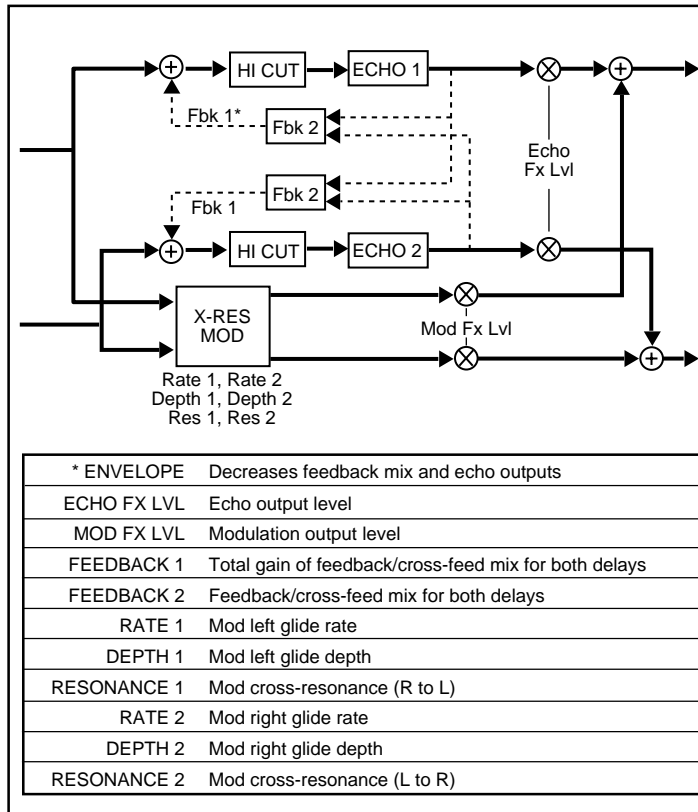 HI CUT
ECHO 1
Fbk 1*
Fbk 2
Echo
Fx Lvl
Fbk 2
Fbk 1
HI CUT
ECHO 2
X-RES
MOD
Mod Fx Lvl
Rate 1, Rate 2
Depth 1, Depth 2
Res 1, Res 2
* ENVELOPE Decreases feedback mix and echo outputs
ECHO FX LVL Echo output level
MOD FX LVL Modulation output level
FEEDBACK 1 Total gain of feedback/cross-feed mix for both delays
FEEDBACK 2 Feedback/cross-feed mix for both delays
RATE 1 Mod left glide rate
DEPTH 1 Mod left glide depth
RESONANCE 1 Mod cross-resonance (R to L)
RATE 2 Mod right glide rate
DEPTH 2 Mod right glide depth
RESONANCE 2 Mod cross-resonance (L to R)